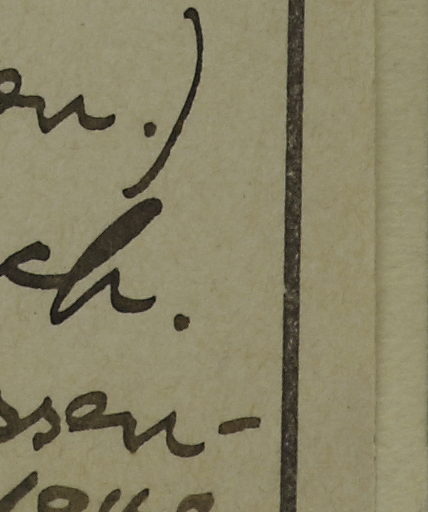 en.)
ch.
ssen-